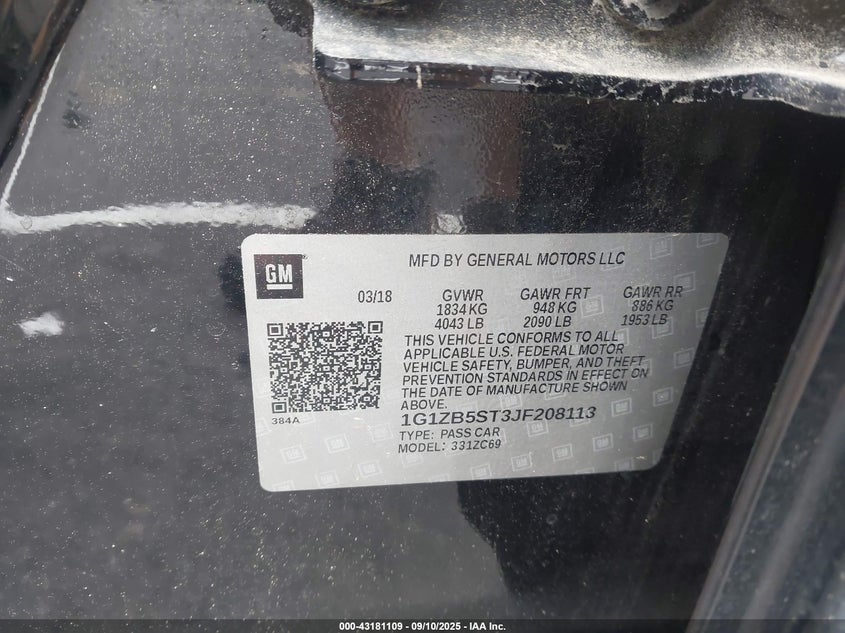 GM
MFD BY GENERAL MOTORS LLC
03/18 GVWR GAWR FRT GAWR RR
1834 KG 948 KG 886 KG
4043 LB 2090 LB 1953 LB
THIS VEHICLE CONFORMS TO ALL
APPLICABLE U.S. FEDERAL MOTOR
VEHICLE SAFETY, BUMPER, AND THEFT
PREVENTION STANDARDS IN EFFECT ON
THE DATE OF MANUFACTURE SHOWN
ABOVE.
384A
1G1ZB5ST3JF208113
TYPE: PASS CAR
MODEL: 331ZC69
000-43181109 - 09/10/2025 - IAA Inc.